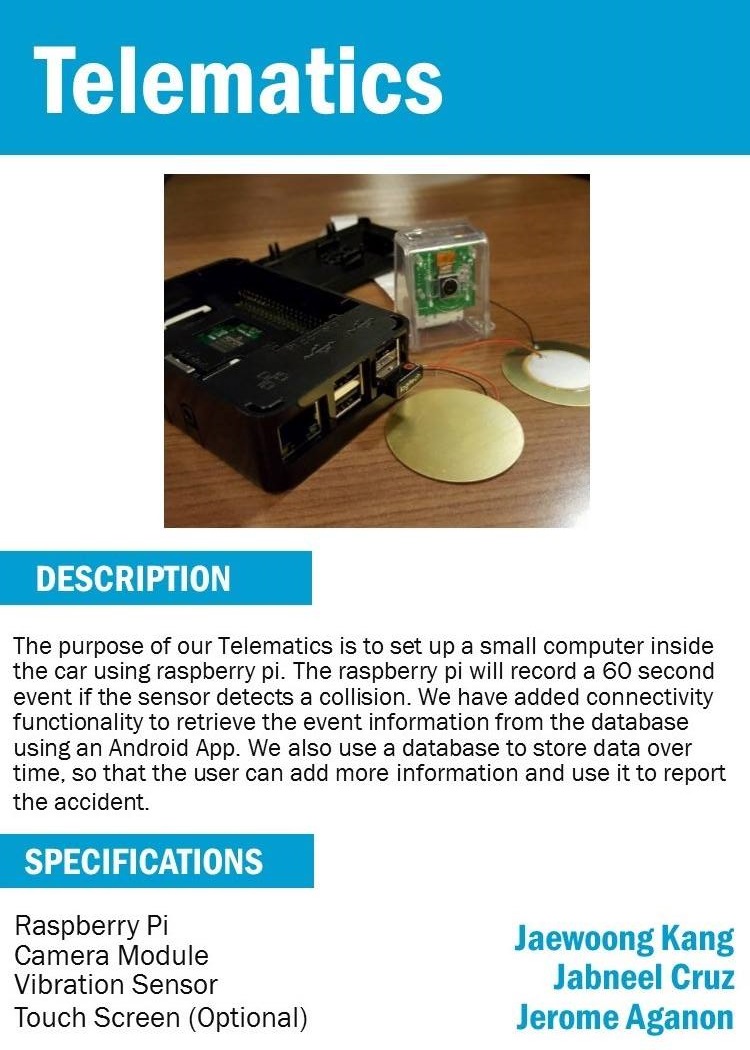 Telematics
DESCRIPTION
The purpose of our Telematics is to set up a small computer inside
the car using raspberry pi. The raspberry pi will record a 60 second
event if the sensor detects a collision. We have added connectivity
functionality to retrieve the event information from the database
using an Android App. We also use a database to store data over
time, so that the user can add more information and use it to report
the accident.
SPECIFICATIONS
Raspberry Pi
Camera Module
Vibration Sensor
Touch Screen (Optional)
Jaewoong Kang
Jabneel Cruz
Jerome Aganon